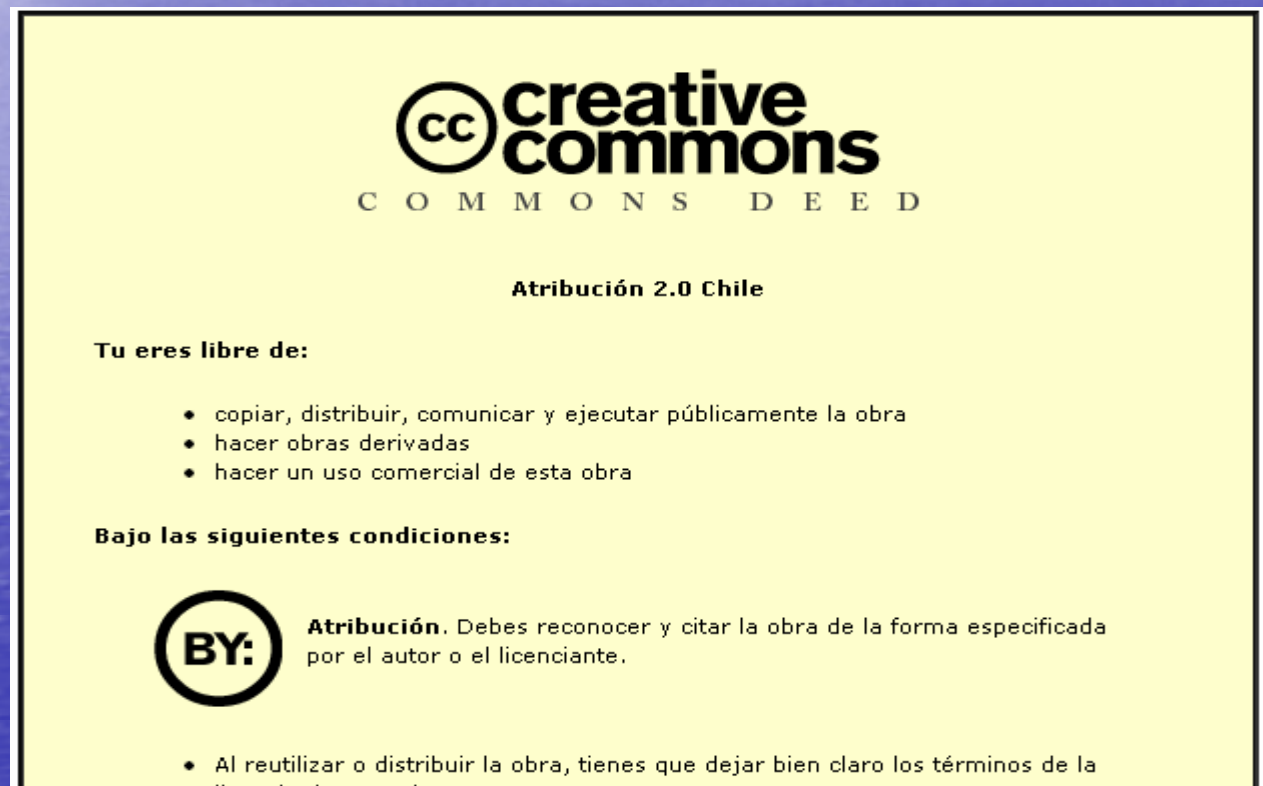 cc creative
commons
COMMONS DEED
Atribución 2.0 Chile
Tu eres libre de:
• copiar, distribuir, comunicar y ejecutar públicamente la obra
• hacer obras derivadas
• hacer un uso comercial de esta obra
Bajo las siguientes condiciones:
BY:
Atribución. Debes reconocer y citar la obra de la forma especificada
por el autor o el licenciante.
• Al reutilizar o distribuir la obra, tienes que dejar bien claro los términos de la